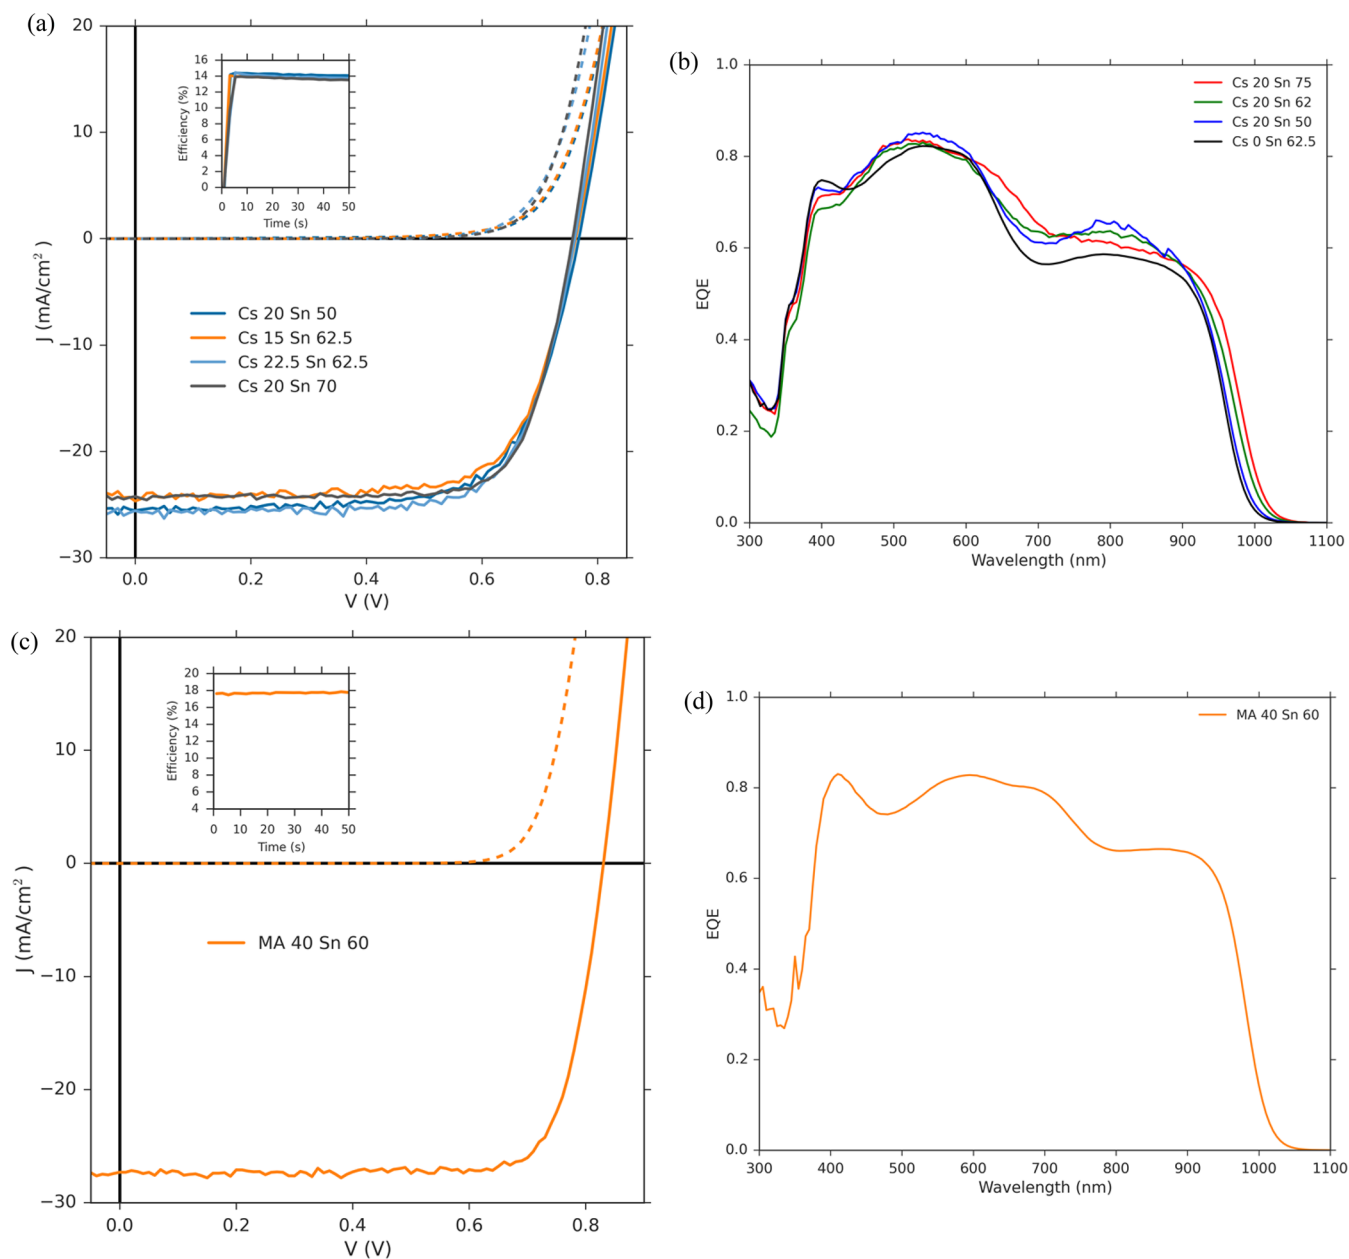 (a)
20
10
0
−10
−20
−30
J (mA/cm²)
0.0 0.2 0.4 0.6 0.8
V (V)
16
14
12
10
8
6
4
2
0
Efficiency (%)
0 10 20 30 40 50
Time (s)
Cs 20 Sn 50
Cs 15 Sn 62.5
Cs 22.5 Sn 62.5
Cs 20 Sn 70
(b)
1.0
0.8
0.6
0.4
0.2
0.0
EQE
300 400 500 600 700 800 900 1000 1100
Wavelength (nm)
Cs 20 Sn 75
Cs 20 Sn 62
Cs 20 Sn 50
Cs 0 Sn 62.5
(c)
20
10
0
−10
−20
−30
J (mA/cm² )
0.0 0.2 0.4 0.6 0.8
V (V)
20
18
16
14
12
10
8
6
4
Efficiency (%)
0 10 20 30 40 50
Time (s)
MA 40 Sn 60
(d)
1.0
0.8
0.6
0.4
0.2
0.0
EQE
300 400 500 600 700 800 900 1000 1100
Wavelength (nm)
MA 40 Sn 60